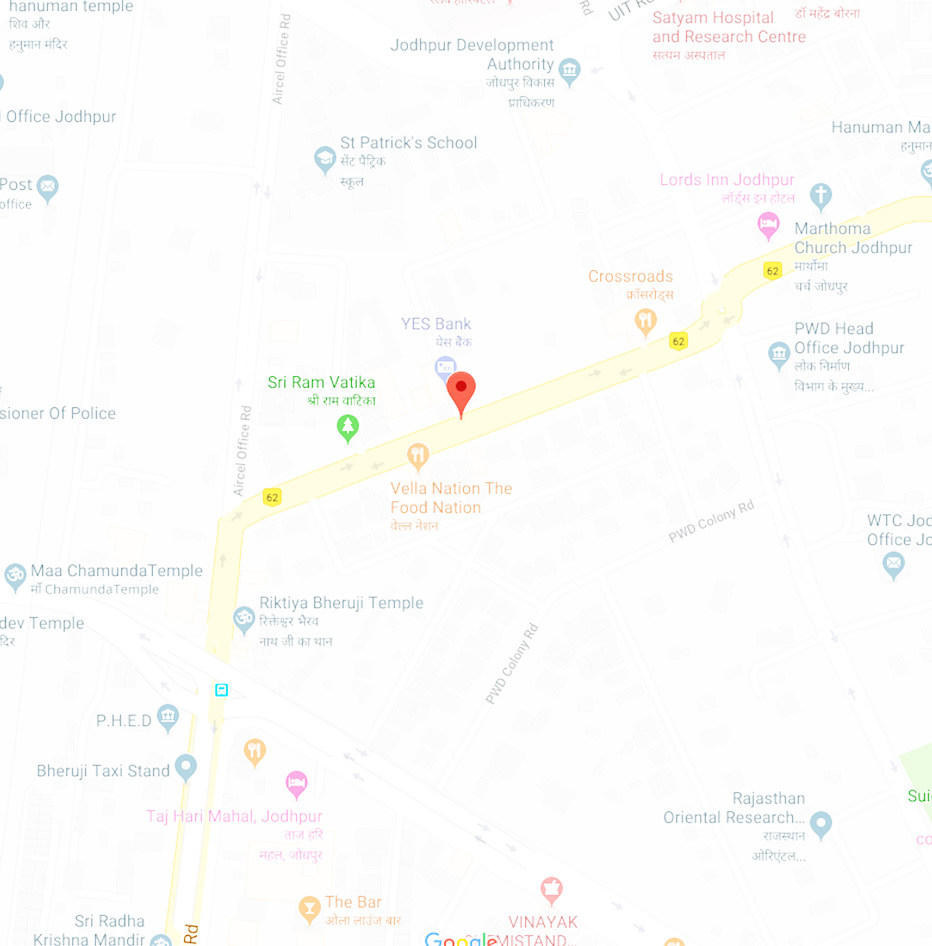 hanuman temple
शिव और
हनुमान मंदिर
Aircel Office Rd
Rd
UIT
Satyam Hospital
and Research Centre
सत्यम अस्पताल
डॉ महेंद्र बोरना
Jodhpur Development
Authority
जोधपुर विकास
प्राधिकरण
Office Jodhpur
St Patrick's School
सेंट पैट्रिक
स्कूल
Hanuman Ma
हनुमान
Post
office
Lords Inn Jodhpur
लॉर्ड्स इन होटल
Marthoma
Church Jodhpur
मार्थोमा
चर्च जोधपुर
62
Crossroads
क्रॉसरोड्स
YES Bank
येस बैंक
62
PWD Head
Office Jodhpur
लोक निर्माण
विभाग के मुख्य...
Sri Ram Vatika
श्री राम वाटिका
sioner Of Police
Aircel Office Rd
62
Vella Nation The
Food Nation
वेल्ल नेशन
PWD Colony Rd
WTC Jod
Office Jo
Maa ChamundaTemple
माँ ChamundaTemple
Riktiya Bheruji Temple
रिक्तेश्वर भैरव
नाथ जी का थान
dev Temple
दिर
PWD Colony Rd
P.H.E.D
Bheruji Taxi Stand
Taj Hari Mahal, Jodhpur
ताज हरि
महल, जोधपुर
Rajasthan
Oriental Research...
राजस्थान
ओरिएंटल...
Sui
CO
The Bar
ओला लाउंज बार
VINAYAK
EMISTAND...
Sri Radha
Krishna Mandir
Rd
Google